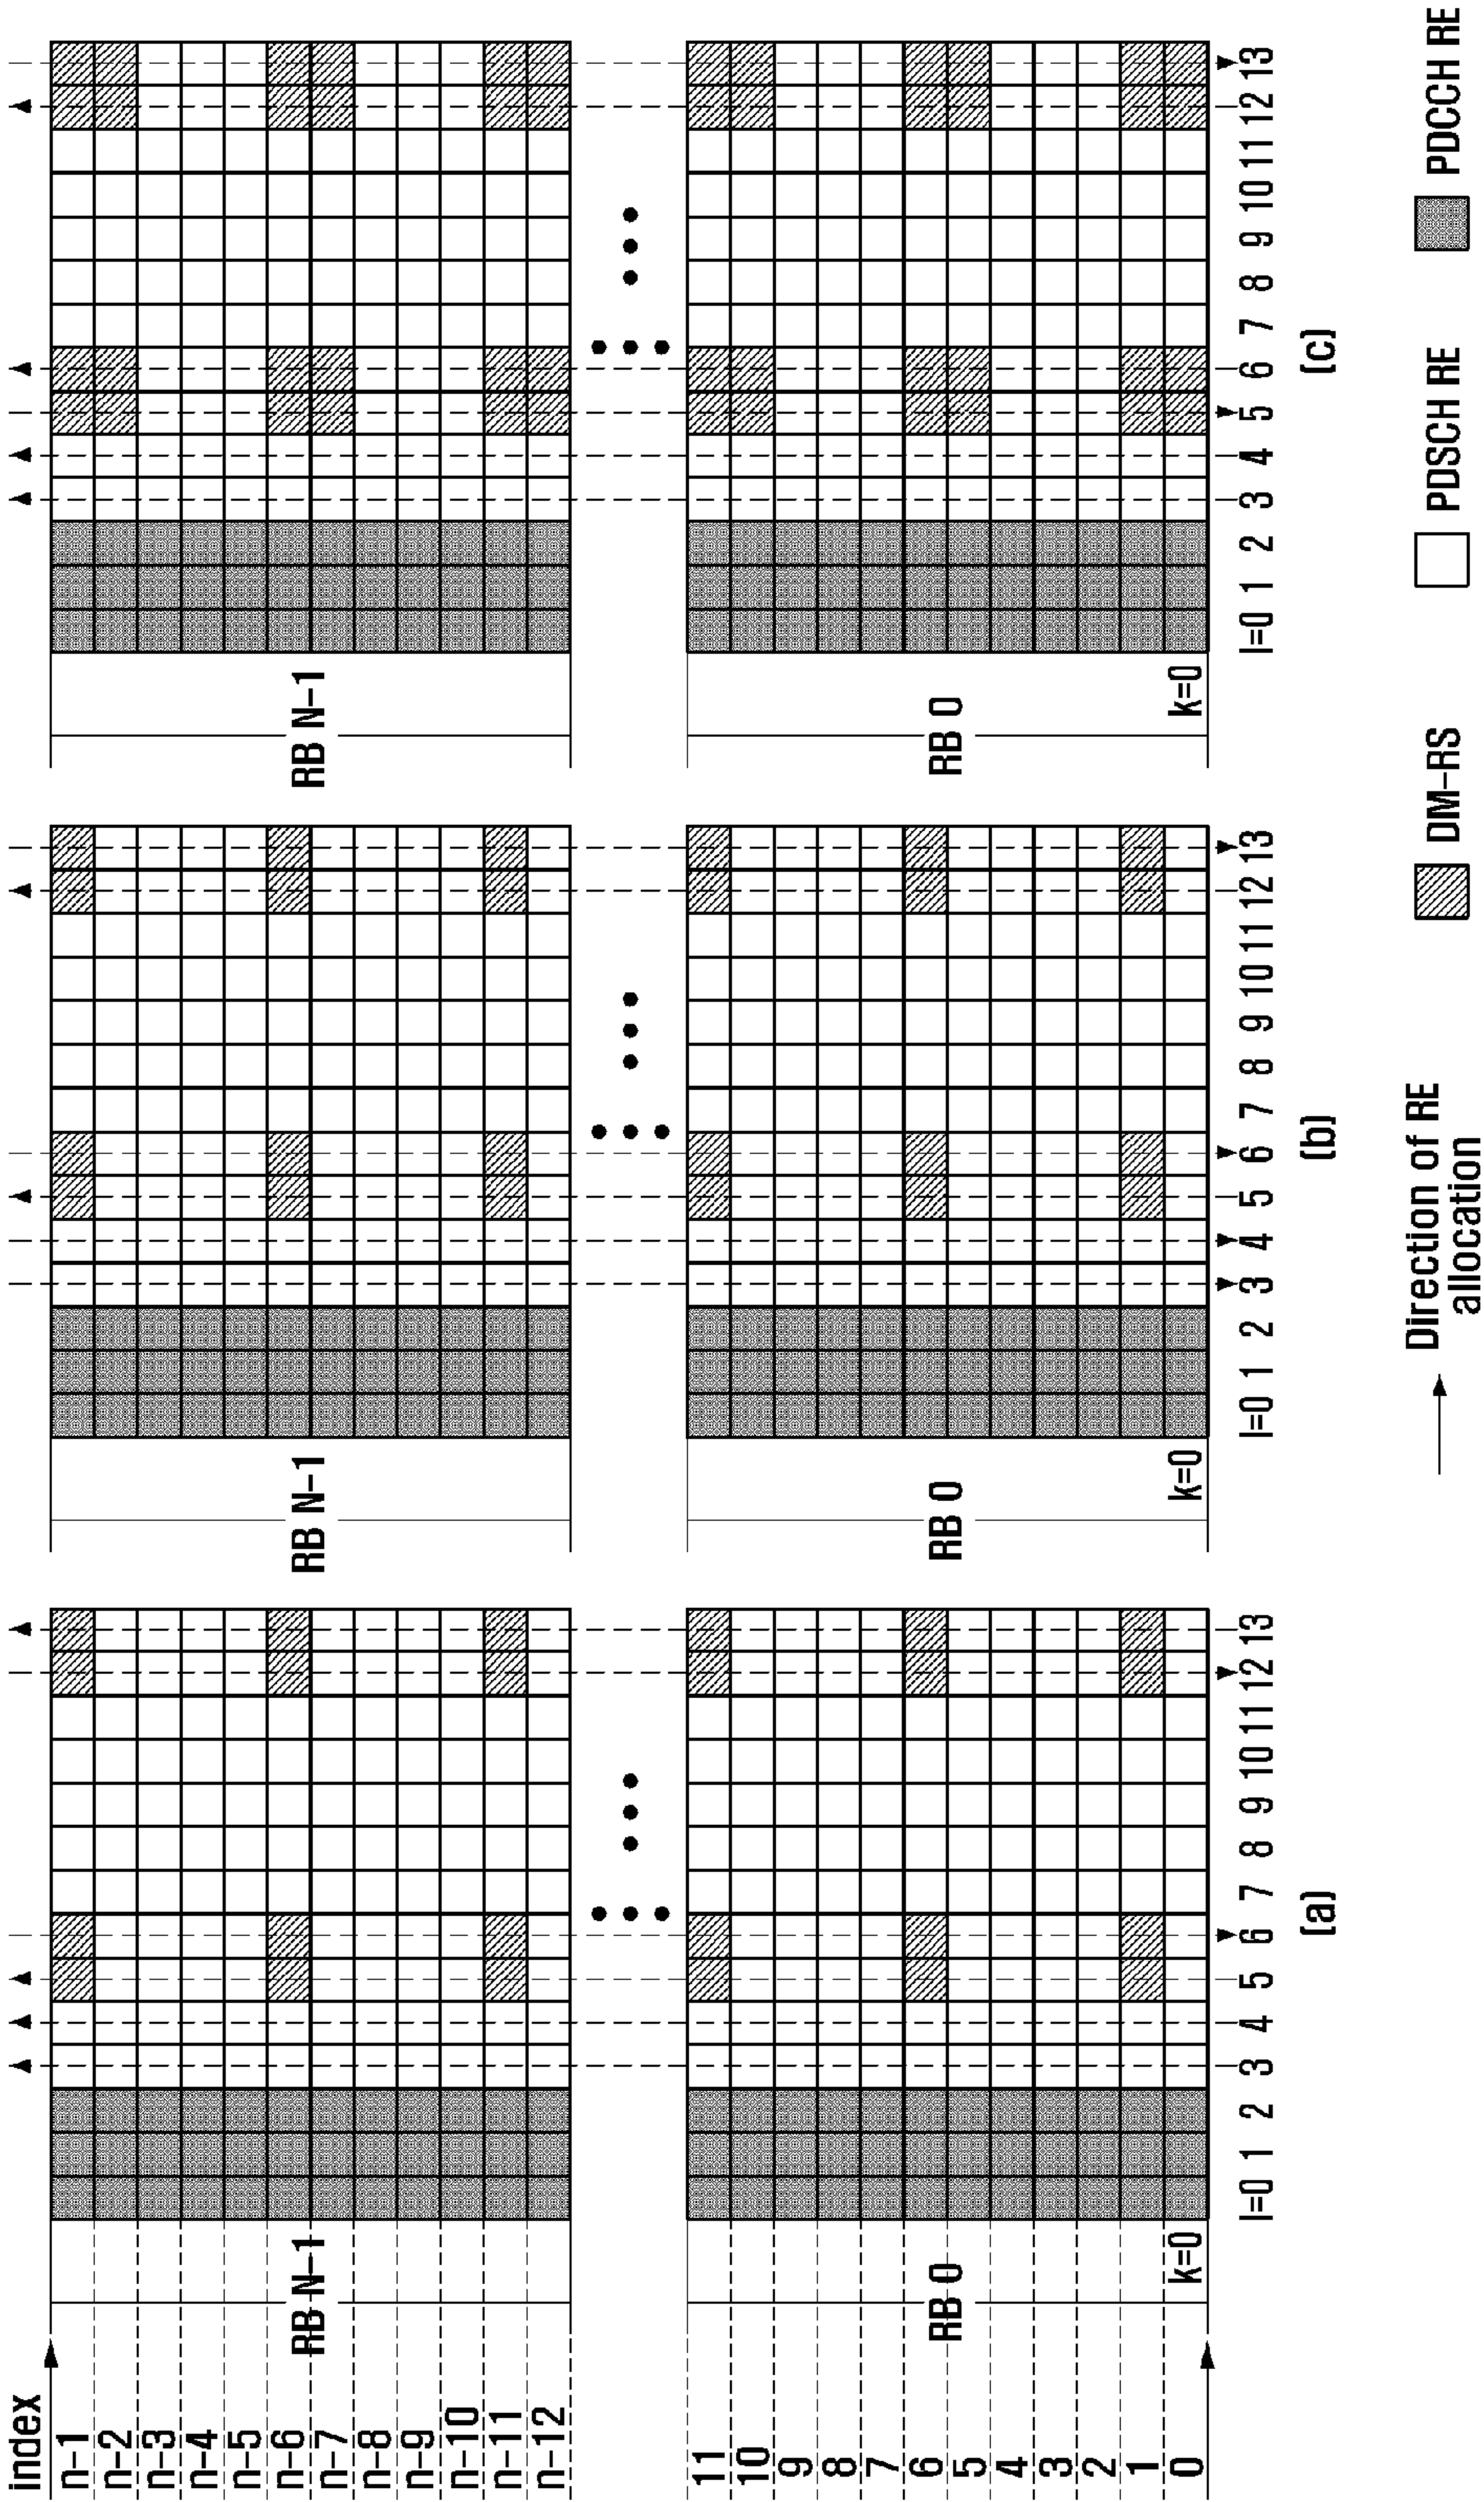 index
n-1
n-2
n-3
n-4
n-5
n-6
n-7
n-8
n-9
n-10
n-11
n-12
11
10
9
8
7
6
5
4
3
2
1
0
RB N-1
RB 0
k=0
l=0 1 2 3 4 5 6 7 8 9 10 11 12 13
(a)
RB N-1
RB 0
k=0
l=0 1 2 3 4 5 6 7 8 9 10 11 12 13
(b)
RB N-1
RB 0
k=0
l=0 1 2 3 4 5 6 7 8 9 10 11 12 13
(c)
Direction of RE
allocation
DM-RS
PDSCH RE
PDCCH RE